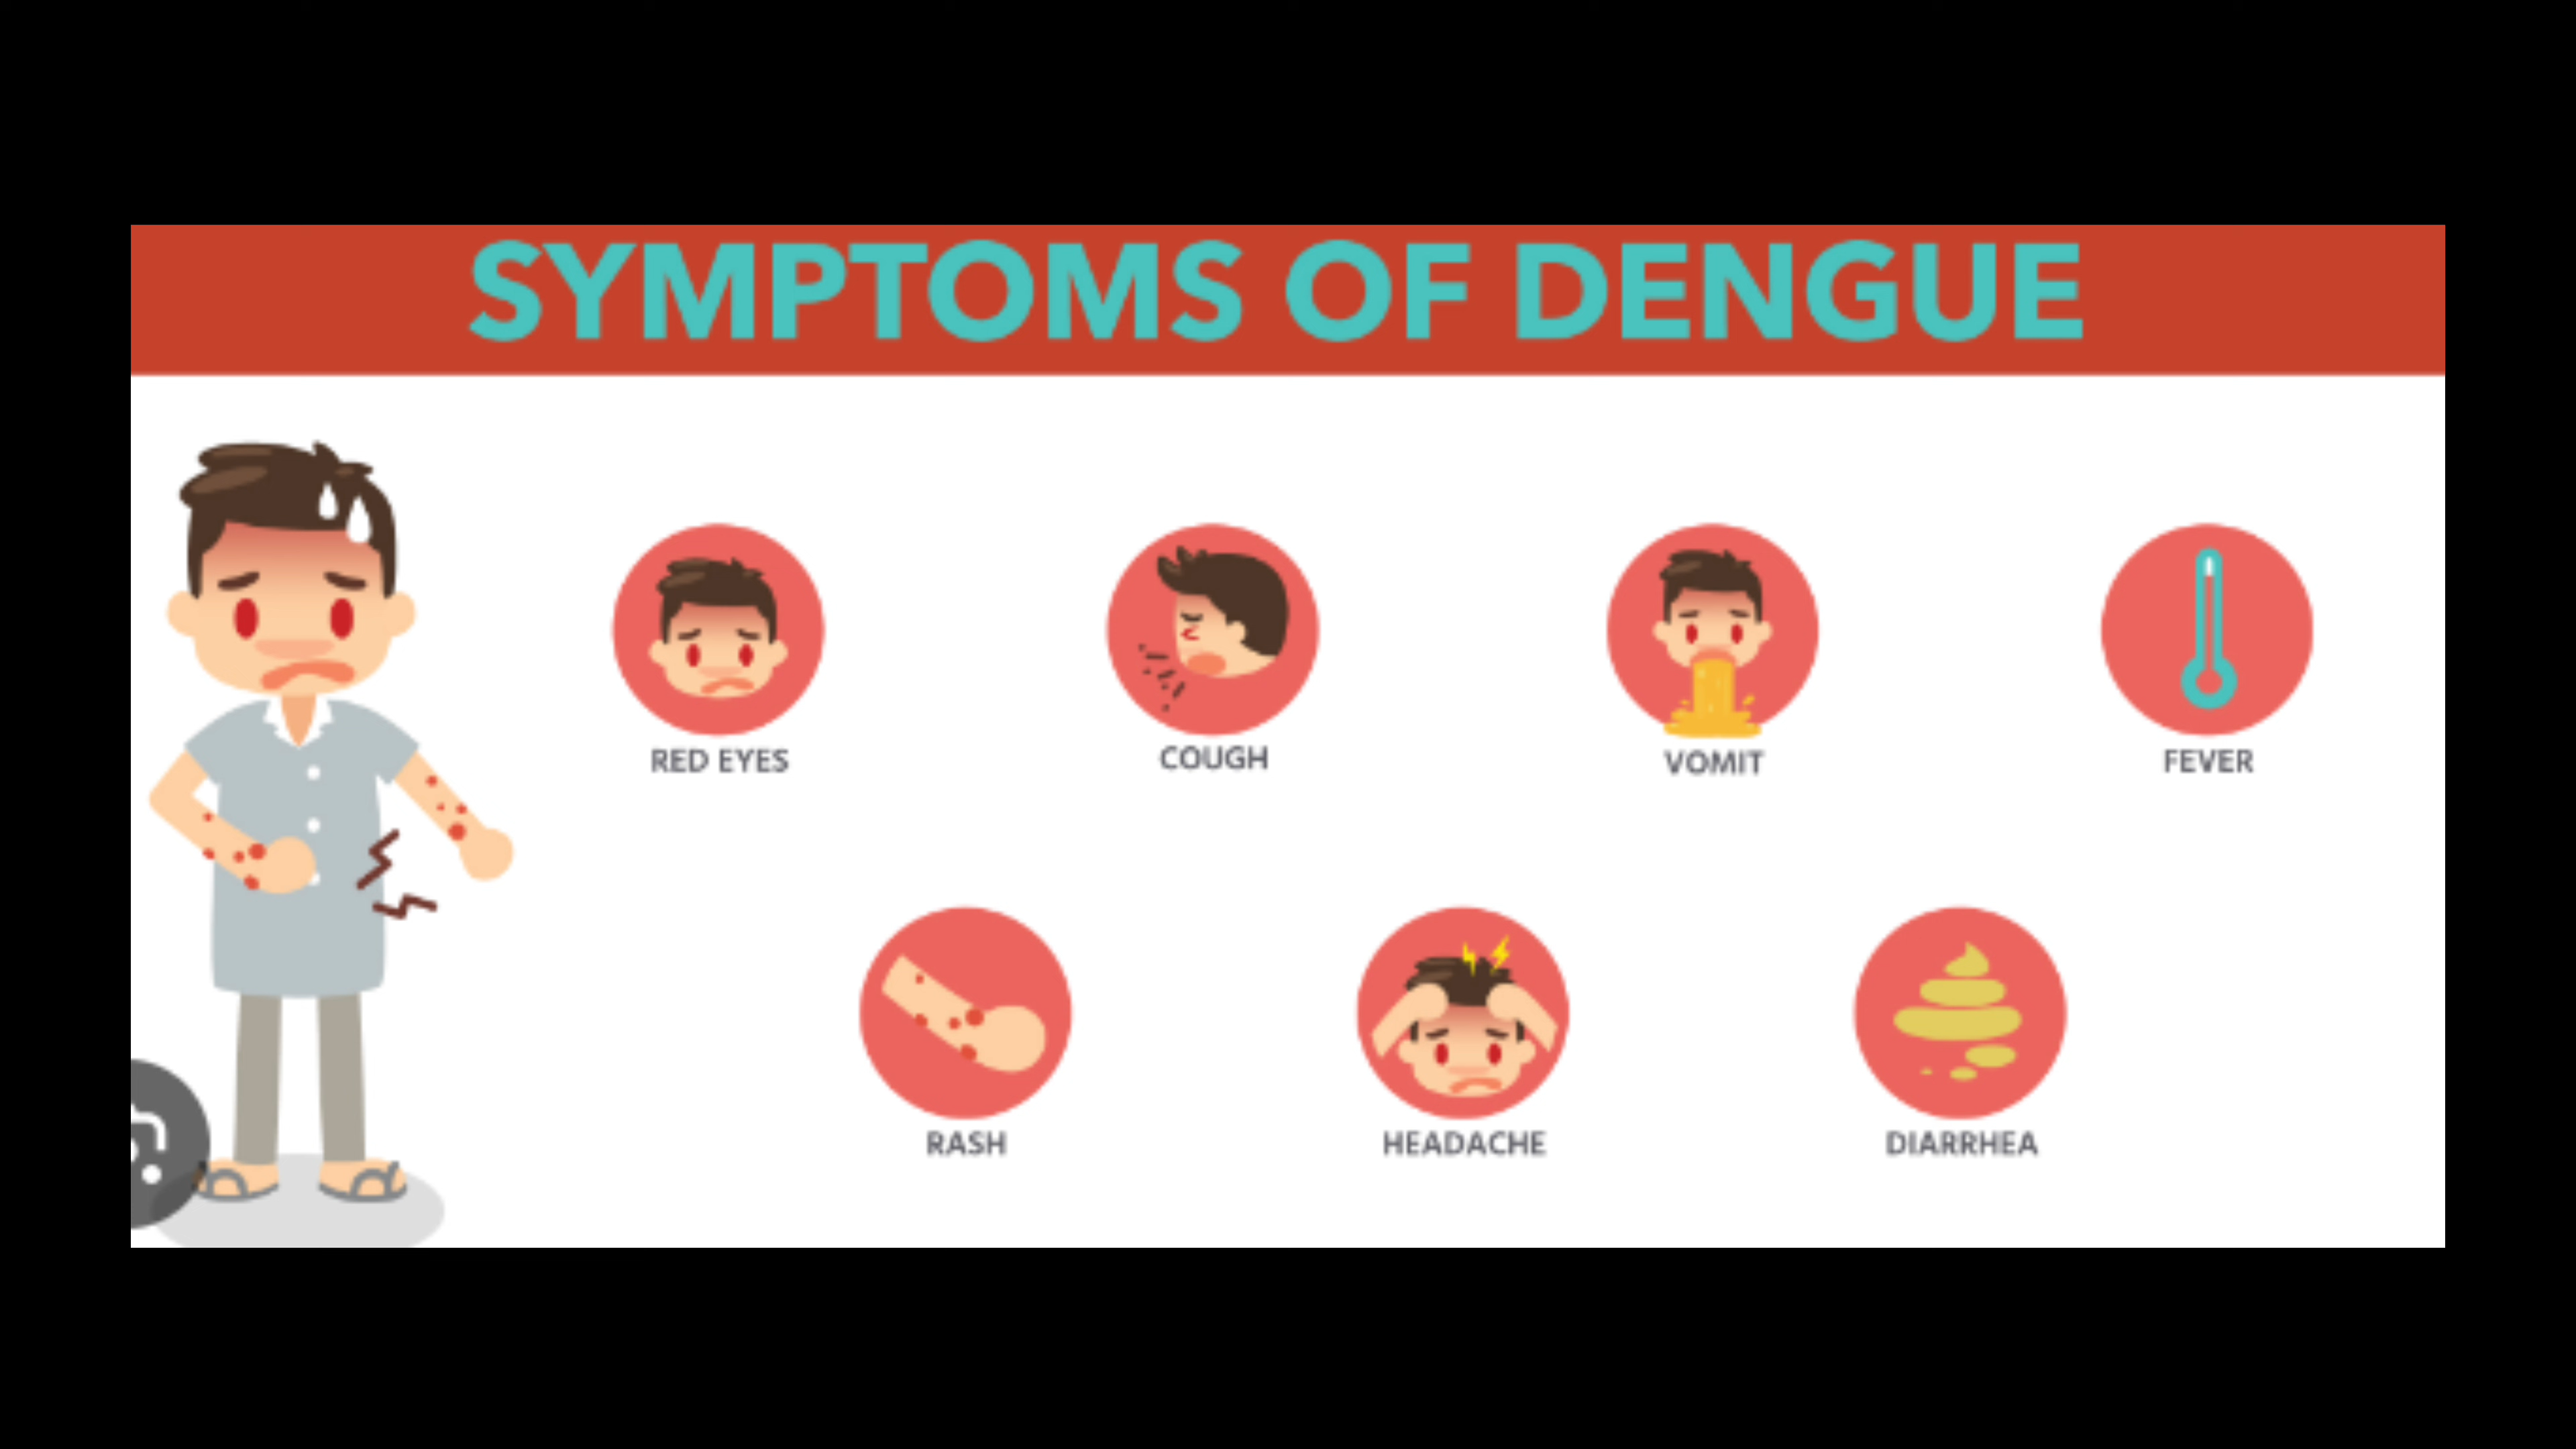 SYMPTOMS OF DENGUE
RED EYES
COUGH
VOMIT
FEVER
RASH
HEADACHE
DIARRHEA